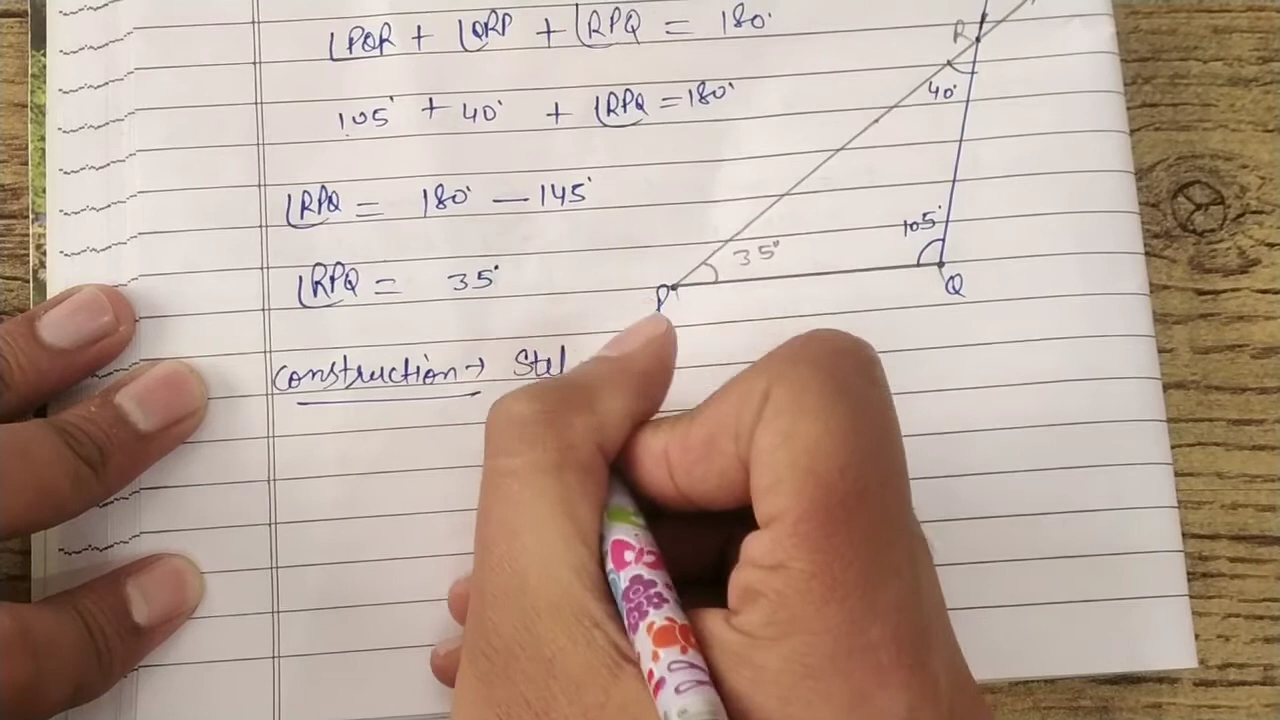 ∠PQR + ∠QRP + ∠RPQ = 180°
105° + 40° + ∠RPQ = 180°
∠RPQ = 180° — 145°
∠RPQ = 35°
construction → Ste
R
40°
105°
35°
P
Q